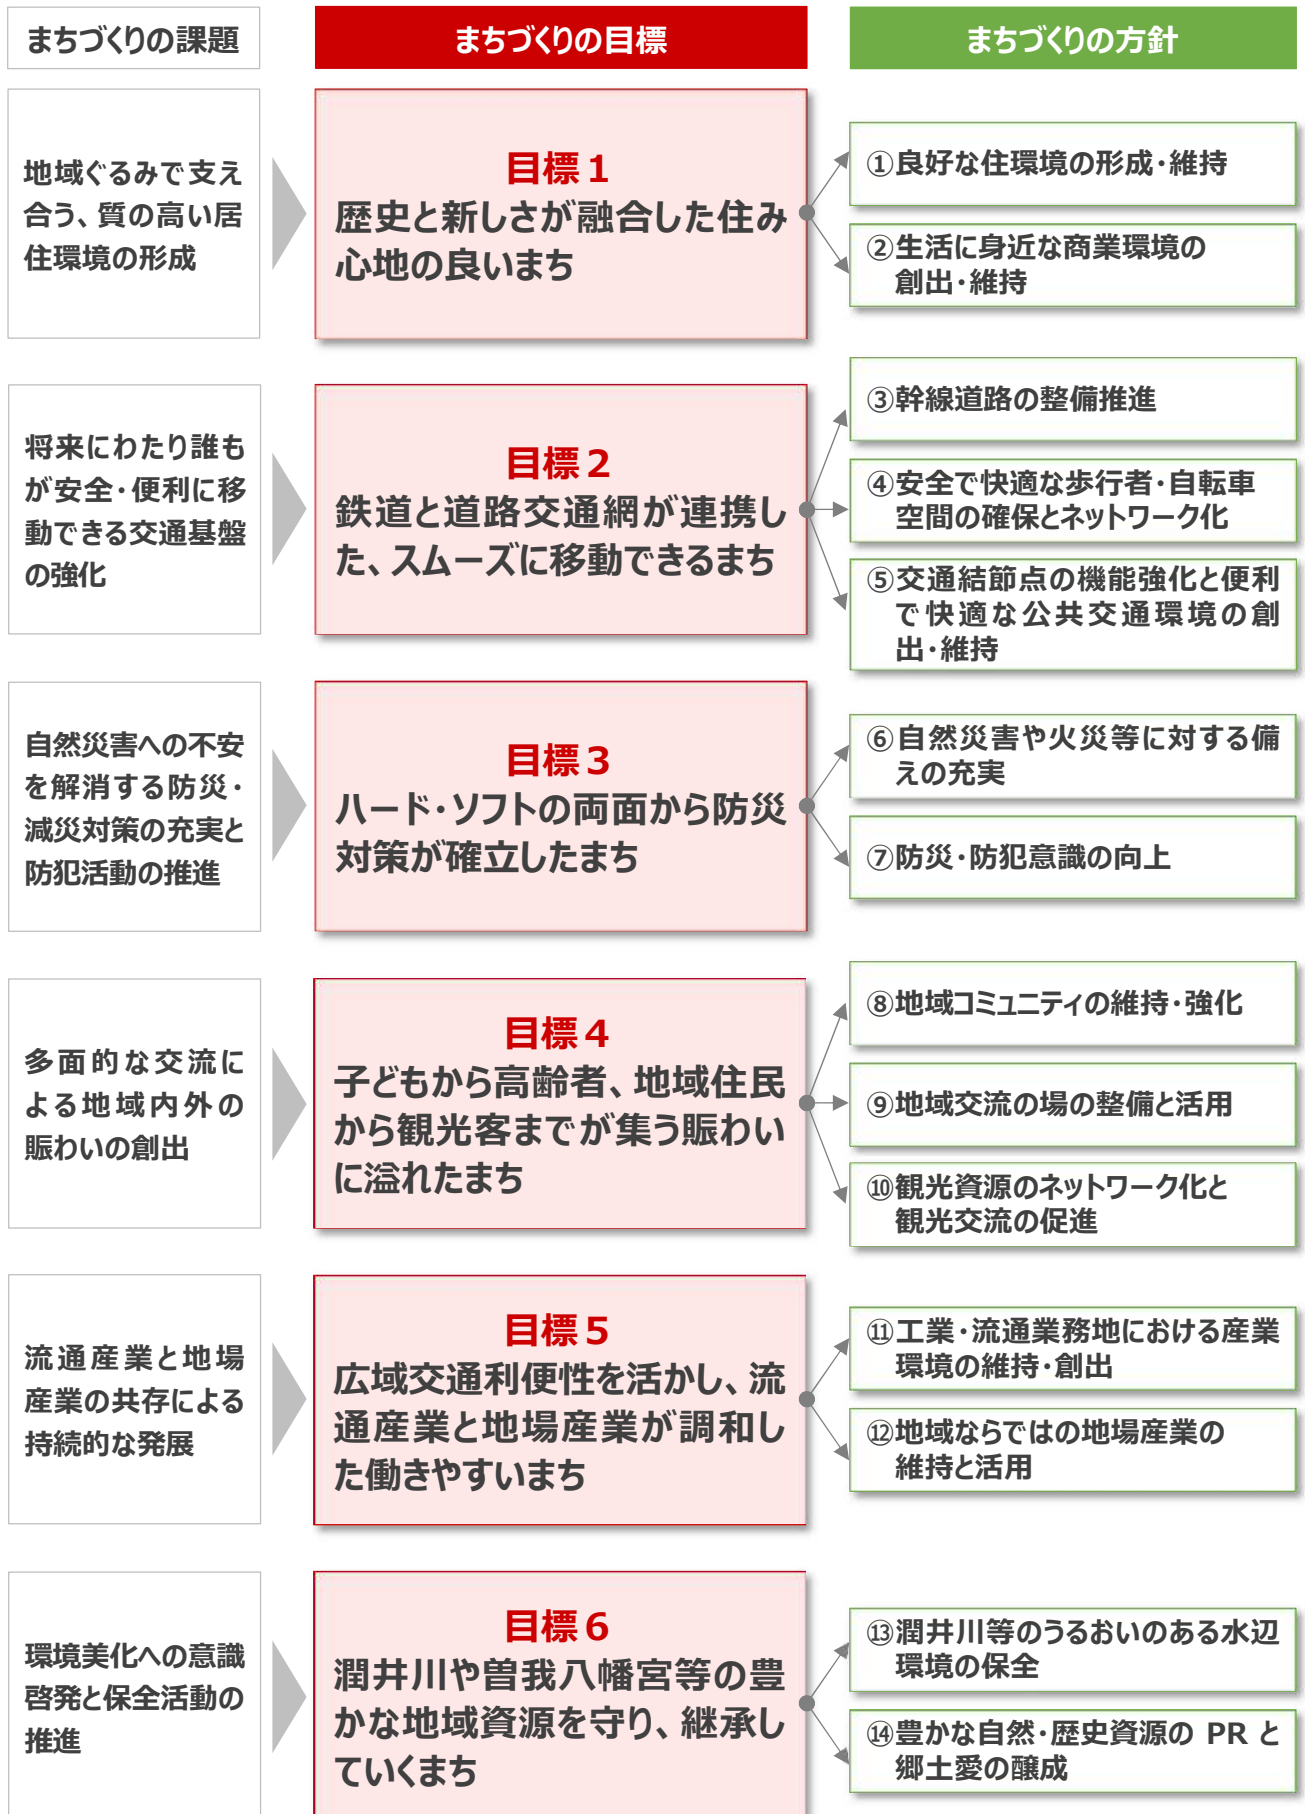 まちづくりの課題
まちづくりの目標
まちづくりの方針
地域ぐるみで支え
合う、質の高い居
住環境の形成
目標1
歴史と新しさが融合した住み
心地の良いまち
①良好な住環境の形成・維持
②生活に身近な商業環境の
創出・維持
将来にわたり誰も
が安全・便利に移
動できる交通基盤
の強化
目標2
鉄道と道路交通網が連携し
た、スムーズに移動できるまち
③幹線道路の整備推進
④安全で快適な歩行者・自転車
空間の確保とネットワーク化
⑤交通結節点の機能強化と便利
で快適な公共交通環境の創
出・維持
自然災害への不安
を解消する防災・
減災対策の充実と
防犯活動の推進
目標3
ハード・ソフトの両面から防災
対策が確立したまち
⑥自然災害や火災等に対する備
えの充実
⑦防災・防犯意識の向上
多面的な交流に
よる地域内外の
賑わいの創出
目標4
子どもから高齢者、地域住民
から観光客までが集う賑わい
に溢れたまち
⑧地域コミュニティの維持・強化
⑨地域交流の場の整備と活用
⑩観光資源のネットワーク化と
観光交流の促進
流通産業と地場
産業の共存による
持続的な発展
目標5
広域交通利便性を活かし、流
通産業と地場産業が調和し
た働きやすいまち
⑪工業・流通業務地における産業
環境の維持・創出
⑫地域ならではの地場産業の
維持と活用
環境美化への意識
啓発と保全活動の
推進
目標6
潤井川や曽我八幡宮等の豊
かな地域資源を守り、継承し
ていくまち
⑬潤井川等のうるおいのある水辺
環境の保全
⑭豊かな自然・歴史資源の PR と
郷土愛の醸成